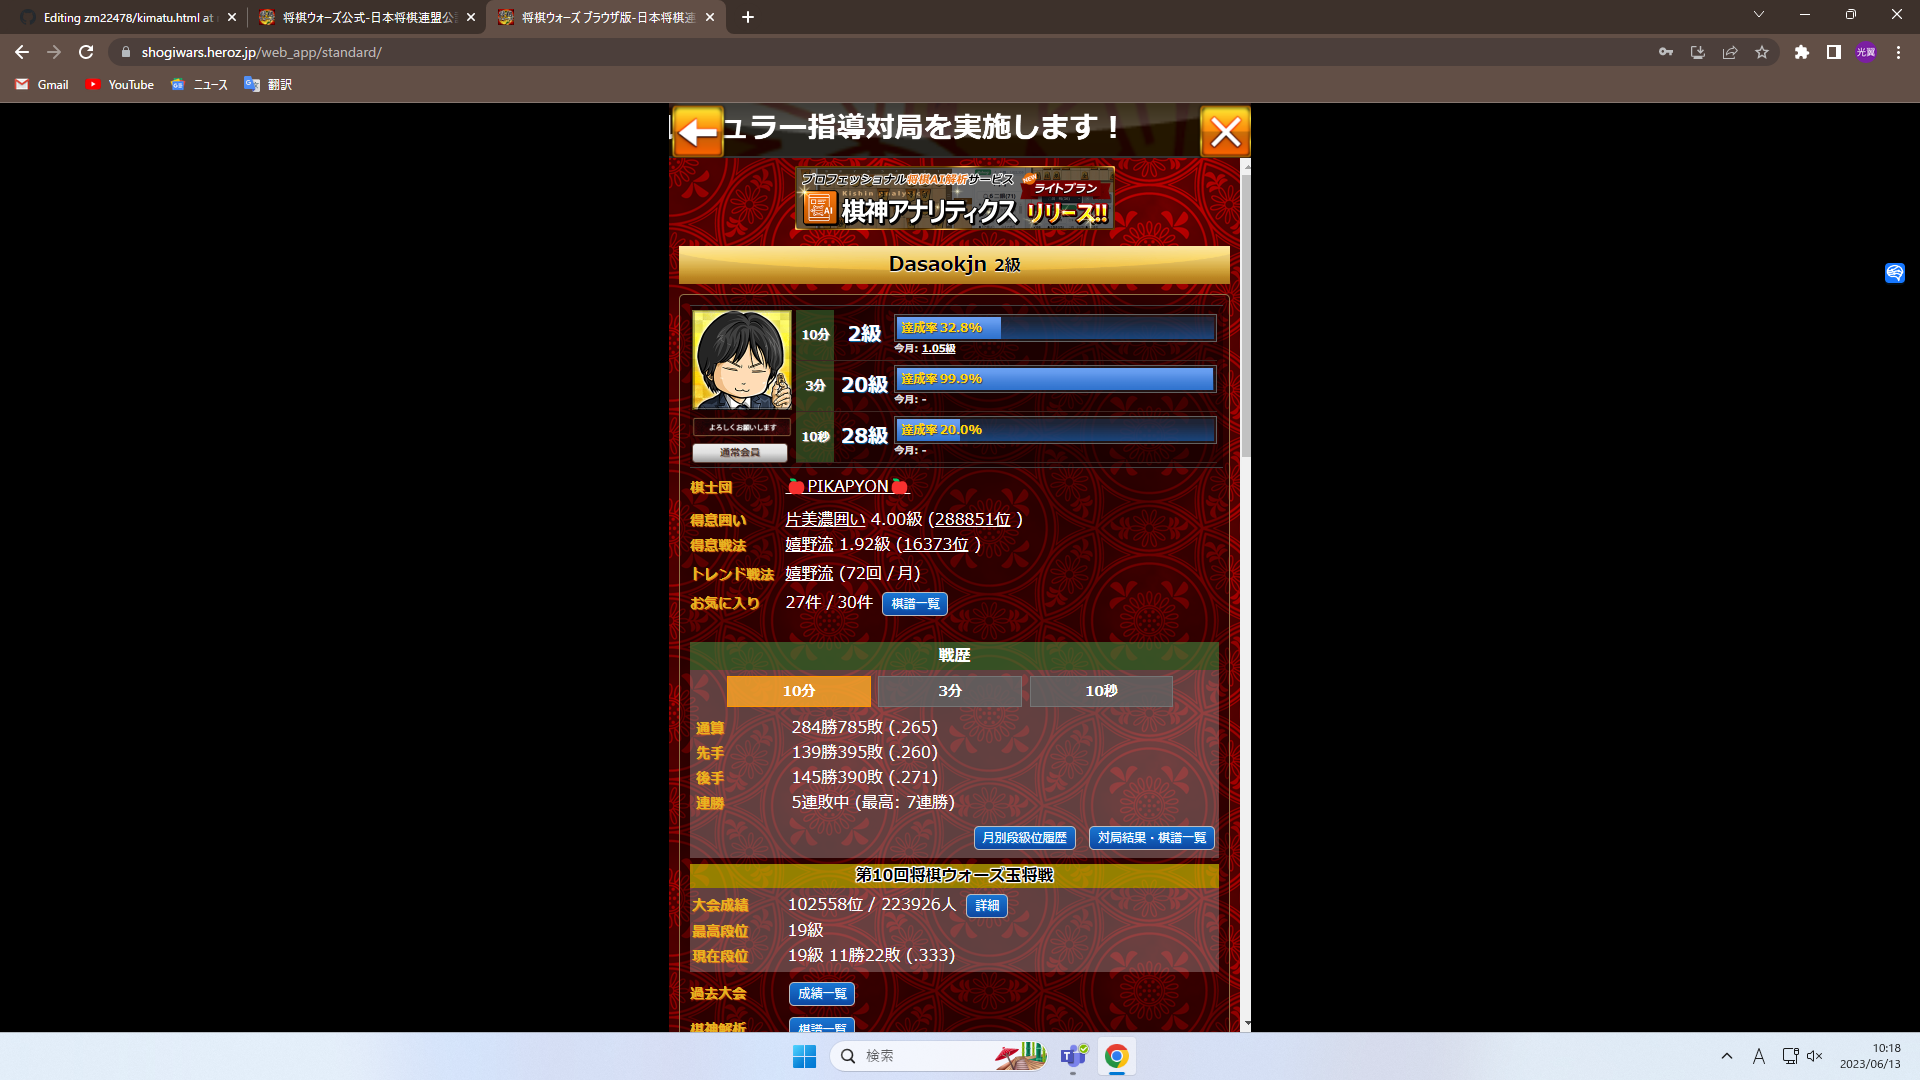 Editing zm22478/kimatu.html at
将棋ウォーズ公式-日本将棋連盟公
将棋ウォーズ ブラウザ版-日本将棋連
shogiwars.heroz.jp/web_app/standard/
光翼
Gmail
YouTube
ニュース
翻訳
ュラー指導対局を実施します！
プロフェッショナル将棋AI解析サービス
NEW
ライトプラン
Kishin analytics
AI
棋神アナリティクス
リリース!!
Dasaokjn 2級
10分 2級 達成率 32.8%
今月: 1.05級
3分 20級 達成率 99.9%
今月: -
よろしくお願いします
10秒 28級 達成率 20.0%
今月: -
通常会員
棋士団 PIKAPYON
得意囲い 片美濃囲い 4.00級 (288851位 )
得意戦法 嬉野流 1.92級 (16373位 )
トレンド戦法 嬉野流 (72回 / 月)
お気に入り 27件 / 30件 棋譜一覧
戦歴
10分 3分 10秒
通算 284勝785敗 (.265)
先手 139勝395敗 (.260)
後手 145勝390敗 (.271)
連勝 5連敗中 (最高: 7連勝)
月別段級位履歴 対局結果・棋譜一覧
第10回将棋ウォーズ玉将戦
大会成績 102558位 / 223926人 詳細
最高段位 19級
現在段位 19級 11勝22敗 (.333)
過去大会 成績一覧
棋神解析 棋譜一覧
検索
A
10:18
2023/06/13